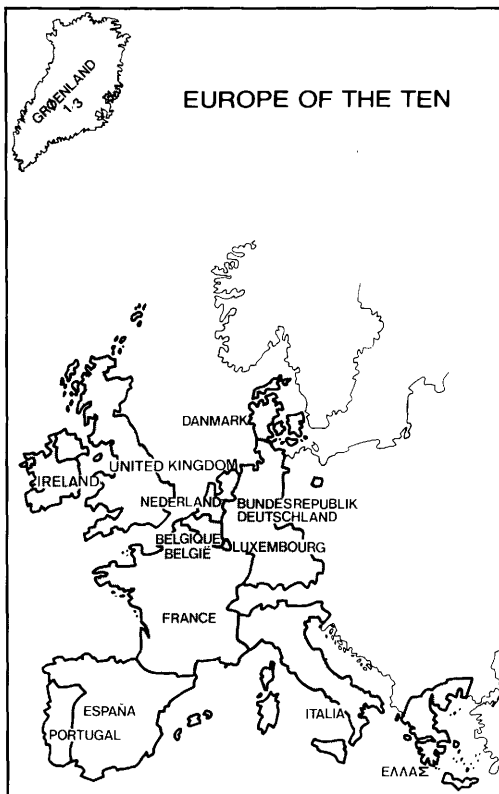 GRØENLAND
1:3
EUROPE OF THE TEN
DANMARK
UNITED KINGDOM
IRELAND
NEDERLAND
BUNDESREPUBLIK
DEUTSCHLAND
BELGIQUE
BELGIË
LUXEMBOURG
FRANCE
ESPAÑA
PORTUGAL
ITALIA
ΕΛΛΑΣ